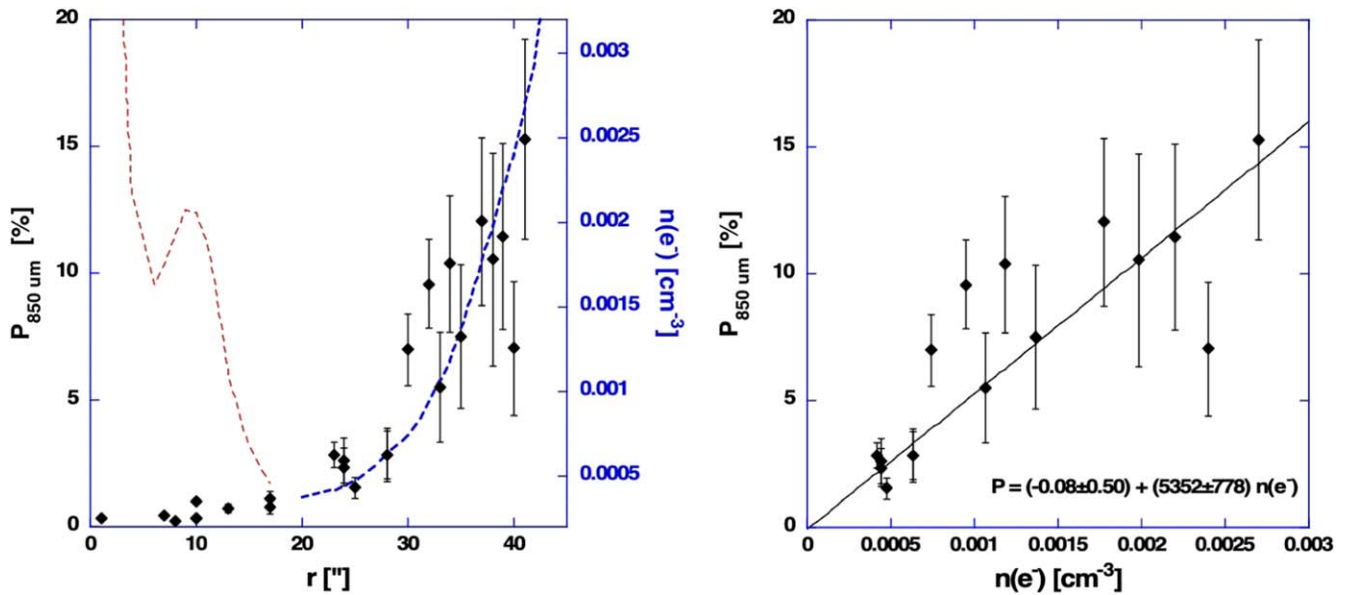 20
15
10
5
0
P850 um [%]
0 10 20 30 40
r ["]
0.003
0.0025
0.002
0.0015
0.001
0.0005
n(e-) [cm-3]
20
15
10
5
0
P850 um [%]
P = (-0.08±0.50) + (5352±778) n(e-)
0 0.0005 0.001 0.0015 0.002 0.0025 0.003
n(e-) [cm-3]